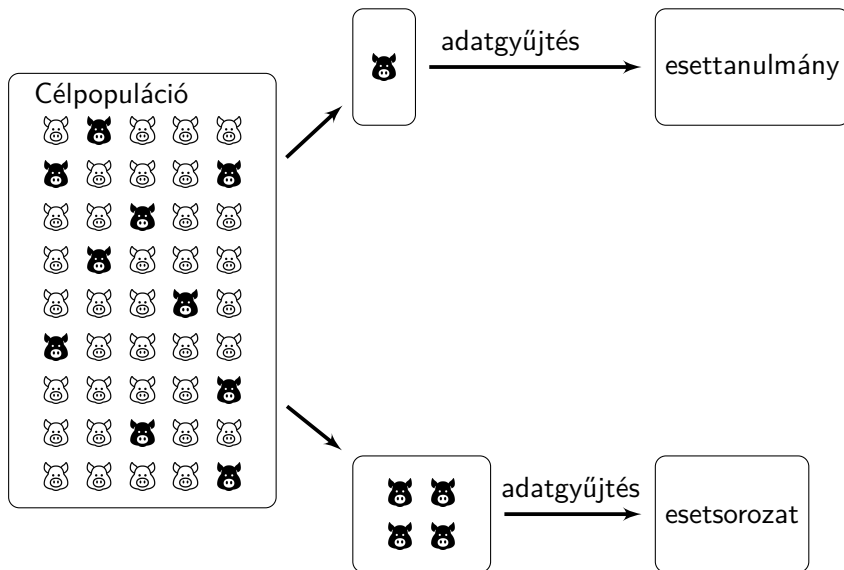 Célpopuláció
adatgyűjtés
esettanulmány
adatgyűjtés
esetsorozat